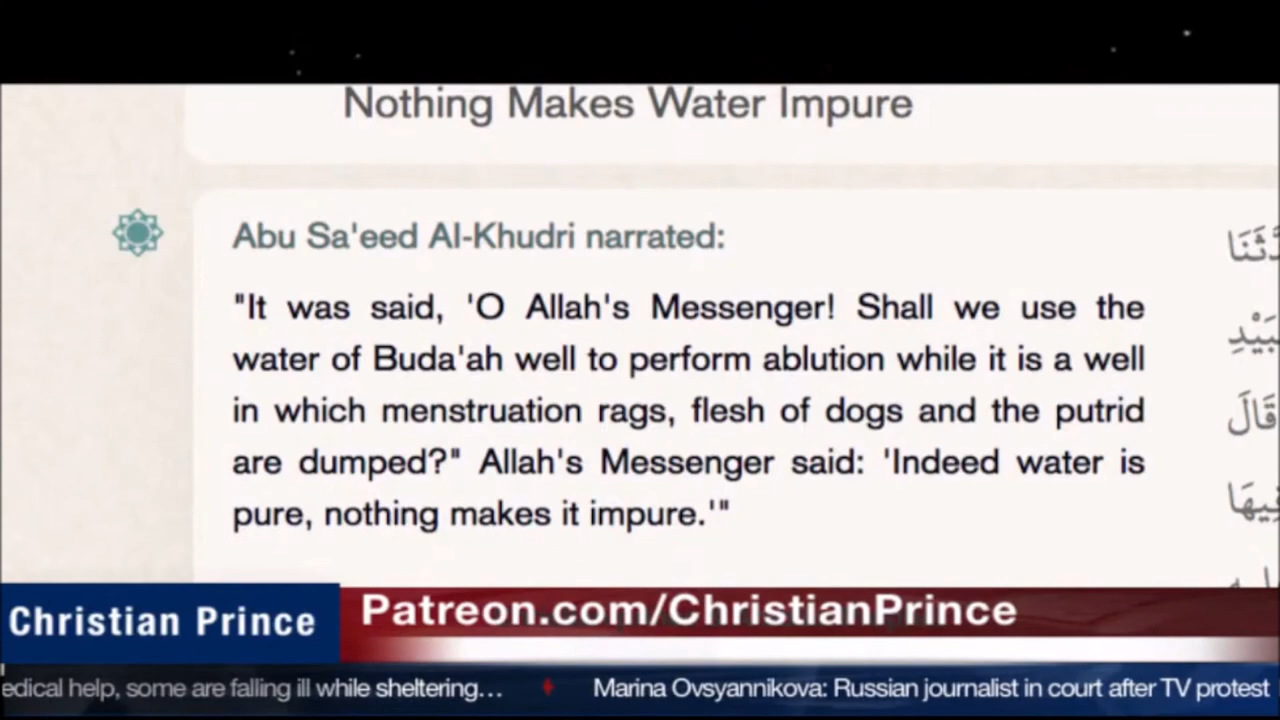 Nothing Makes Water Impure
Abu Sa'eed Al-Khudri narrated:
"It was said, 'O Allah's Messenger! Shall we use the
water of Buda'ah well to perform ablution while it is a well
in which menstruation rags, flesh of dogs and the putrid
are dumped?" Allah's Messenger said: 'Indeed water is
pure, nothing makes it impure.'"
قَالَ
Christian Prince
Patreon.com/ChristianPrince
edical help, some are falling ill while sheltering... Marina Ovsyannikova: Russian journalist in court after TV protest